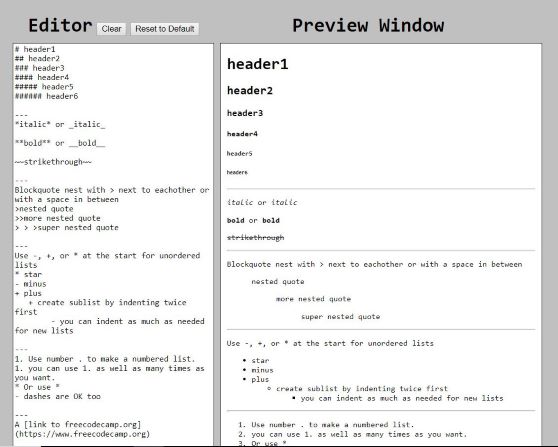 Editor Clear Reset to Default
# header1
## header2
### header3
#### header4
##### header5
###### header6
---
*italic* or _italic_
**bold** or __bold__
~~strikethrough~~
---
Blockquote nest with > next to eachother or
with a space in between
>nested quote
>>more nested quote
> > >super nested quote
---
Use -, +, or * at the start for unordered
lists
* star
- minus
+ plus
+ create sublist by indenting twice
first
- you can indent as much as needed
for new lists
---
1. Use number . to make a numbered list.
1. you can use 1. as well as many times as
you want.
* Or use *
- dashes are OK too
---
A [link to freecodecamp.org]
(https://www.freecodecamp.org)
Preview Window
header1
header2
header3
header4
header5
header6
italic or italic
bold or bold
strikethrough
Blockquote nest with > next to eachother or with a space in between
nested quote
more nested quote
super nested quote
Use -, +, or * at the start for unordered lists
• star
• minus
• plus
◦ create sublist by indenting twice first
▪ you can indent as much as needed for new lists
1. Use number . to make a numbered list.
2. you can use 1. as well as many times as you want.
3. Or use *